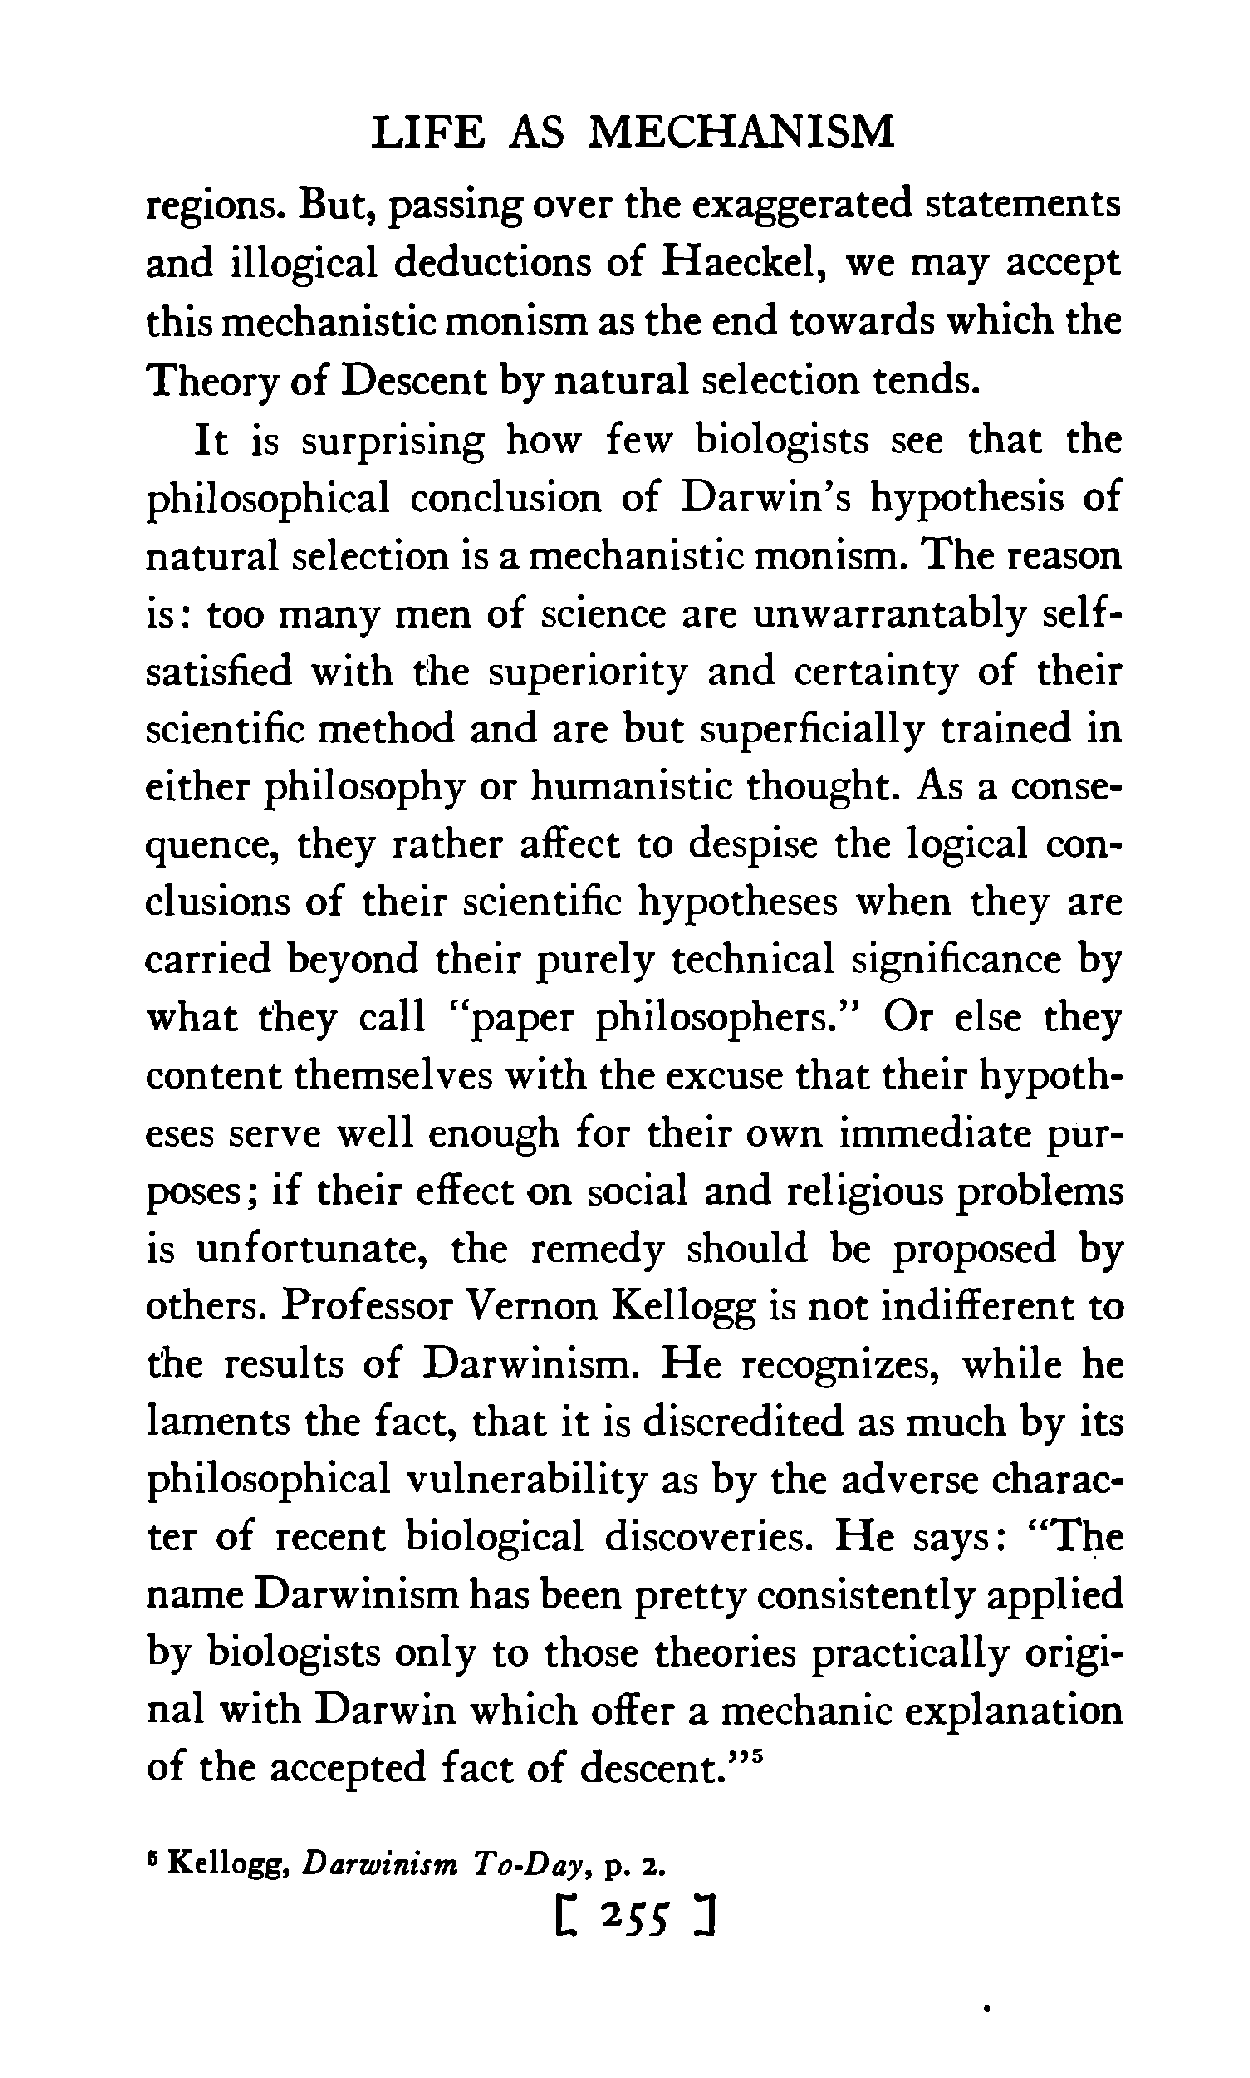 LIFE AS MECHANISM
regions. But, passing over the exaggerated statements
and illogical deductions of Haeckel, we may accept
this mechanistic monism as the end towards which the
Theory of Descent by natural selection tends.
It is surprising how few biologists see that the
philosophical conclusion of Darwin's hypothesis of
natural selection is a mechanistic monism. The reason
is: too many men of science are unwarrantably self-
satisfied with the superiority and certainty of their
scientific method and are but superficially trained in
either philosophy or humanistic thought. As a conse-
quence, they rather affect to despise the logical con-
clusions of their scientific hypotheses when they are
carried beyond their purely technical significance by
what they call "paper philosophers." Or else they
content themselves with the excuse that their hypoth-
eses serve well enough for their own immediate pur-
poses; if their effect on social and religious problems
is unfortunate, the remedy should be proposed by
others. Professor Vernon Kellogg is not indifferent to
the results of Darwinism. He recognizes, while he
laments the fact, that it is discredited as much by its
philosophical vulnerability as by the adverse charac-
ter of recent biological discoveries. He says: "The
name Darwinism has been pretty consistently applied
by biologists only to those theories practically origi-
nal with Darwin which offer a mechanic explanation
of the accepted fact of descent."⁵
⁵ Kellogg, Darwinism To-Day, p. 2.
[ 255 ]